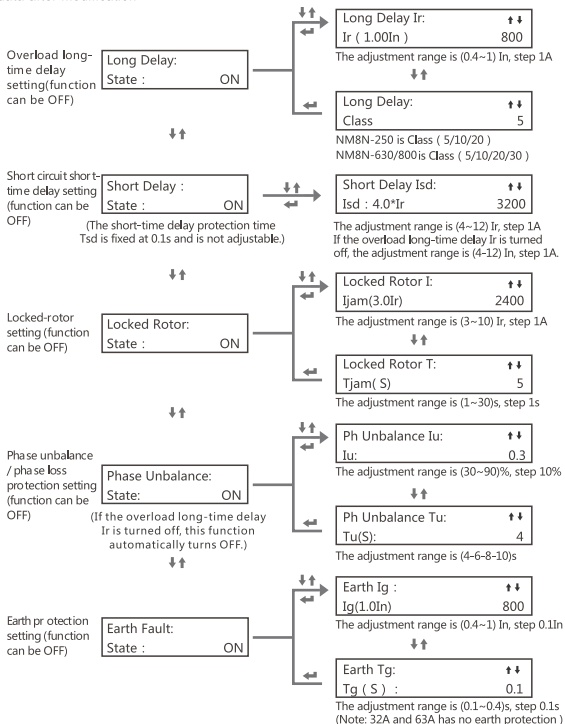 Overload long-
time delay
setting(function
can be OFF)
Long Delay:
State : ON
Long Delay Ir:
Ir ( 1.00In ) 800
The adjustment range is (0.4~1) In, step 1A
Long Delay:
Class 5
NM8N-250 is Class ( 5/10/20 )
NM8N-630/800is Class ( 5/10/20/30 )
Short circuit shor t-
time delay setting
(function can be
OFF)
Short Delay :
State : ON
(The short-time delay protection time
Tsd is fixed at 0.1s and is not adjustable.)
Short Delay Isd:
Isd : 4.0*Ir 3200
The adjustment range is (4~12) Ir, step 1A
If the overload long-time delay Ir is turned
off, the adjustment range is (4-12) In, step 1A.
Locked-rotor
setting (function
can be OFF)
Locked Rotor:
State : ON
Locked Rotor I:
Ijam(3.0Ir) 2400
The adjustment range is (3~10) Ir, step 1A
Locked Rotor T:
Tjam( S) 5
The adjustment range is (1~30)s, step 1s
Phase unbalance
/ phase loss
protection setting
(function can be
OFF)
Phase Unbalance:
State: ON
(If the overload long-time delay
Ir is turned off, this function
automatically turns OFF.)
Ph Unbalance Iu:
Iu: 0.3
The adjustment range is (30~90)%, step 10%
Ph Unbalance Tu:
Tu(S): 4
The adjustment range is (4-6-8-10)s
Earth pr otection
setting (function
can be OFF)
Earth Fault:
State : ON
Earth Ig :
Ig(1.0In) 800
The adjustment range is (0.4~1) In, step 0.1In
Earth Tg:
Tg ( S ) : 0.1
The adjustment range is (0.1~0.4)s, step 0.1s
(Note: 32A and 63A has no earth protection )